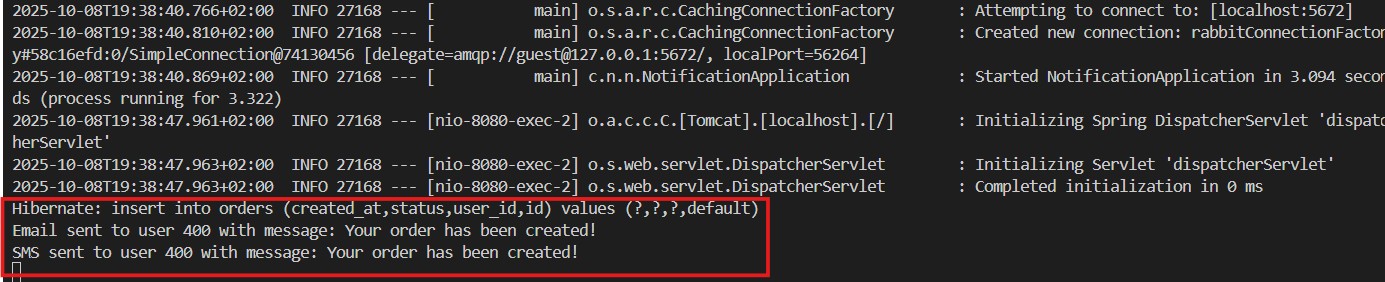 2025-10-08T19:38:40.766+02:00  INFO 27168 --- [           main] o.s.a.r.c.CachingConnectionFactory       : Attempting to connect to: [localhost:5672]
2025-10-08T19:38:40.810+02:00  INFO 27168 --- [           main] o.s.a.r.c.CachingConnectionFactory       : Created new connection: rabbitConnectionFactor
y#58c16efd:0/SimpleConnection@74130456 [delegate=amqp://guest@127.0.0.1:5672/, localPort=56264]
2025-10-08T19:38:40.869+02:00  INFO 27168 --- [           main] c.n.n.NotificationApplication            : Started NotificationApplication in 3.094 secon
ds (process running for 3.322)
2025-10-08T19:38:47.961+02:00  INFO 27168 --- [nio-8080-exec-2] o.a.c.c.C.[Tomcat].[localhost].[/]       : Initializing Spring DispatcherServlet 'dispatc
herServlet'
2025-10-08T19:38:47.963+02:00  INFO 27168 --- [nio-8080-exec-2] o.s.web.servlet.DispatcherServlet        : Initializing Servlet 'dispatcherServlet'
2025-10-08T19:38:47.963+02:00  INFO 27168 --- [nio-8080-exec-2] o.s.web.servlet.DispatcherServlet        : Completed initialization in 0 ms
Hibernate: insert into orders (created_at,status,user_id,id) values (?,?,?,default)
Email sent to user 400 with message: Your order has been created!
SMS sent to user 400 with message: Your order has been created!